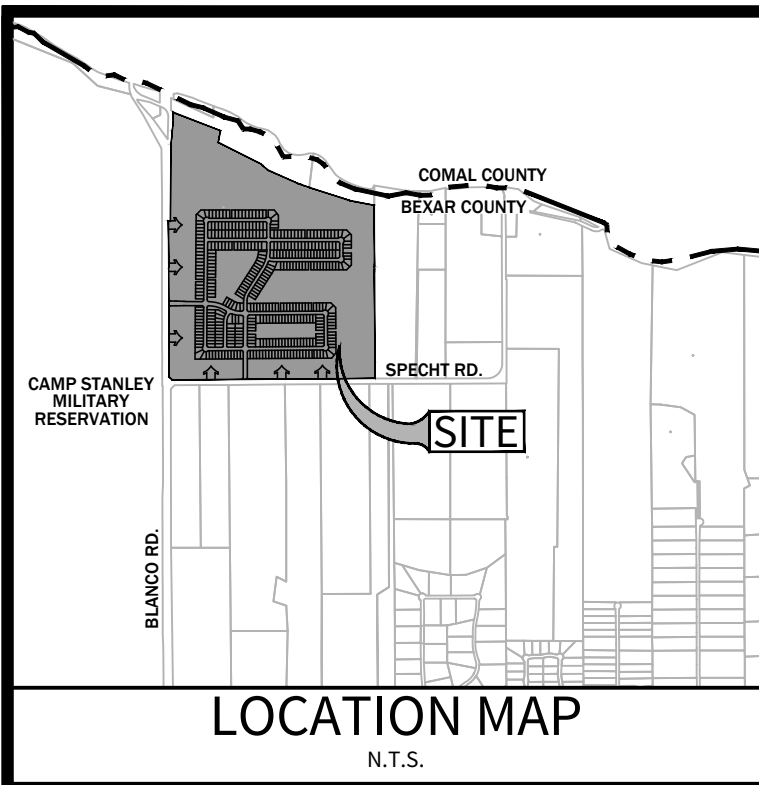 COMAL COUNTY
BEXAR COUNTY
SPECHT RD.
CAMP STANLEY
MILITARY
RESERVATION
SITE
BLANCO RD.
LOCATION MAP
N.T.S.